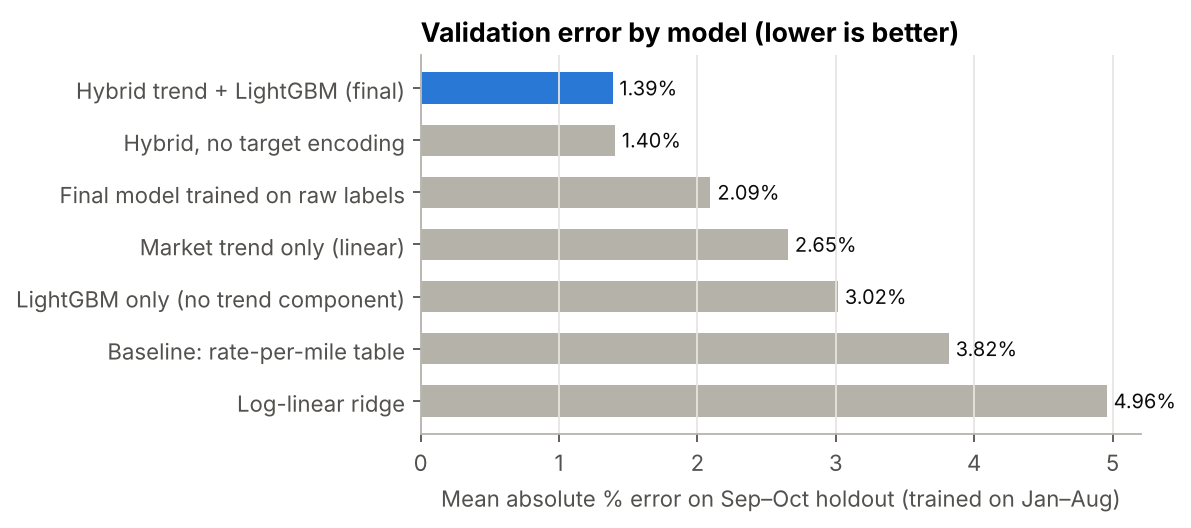 Validation error by model (lower is better)
Hybrid trend + LightGBM (final) 1.39%
Hybrid, no target encoding 1.40%
Final model trained on raw labels 2.09%
Market trend only (linear) 2.65%
LightGBM only (no trend component) 3.02%
Baseline: rate-per-mile table 3.82%
Log-linear ridge 4.96%
0 1 2 3 4 5
Mean absolute % error on Sep–Oct holdout (trained on Jan–Aug)